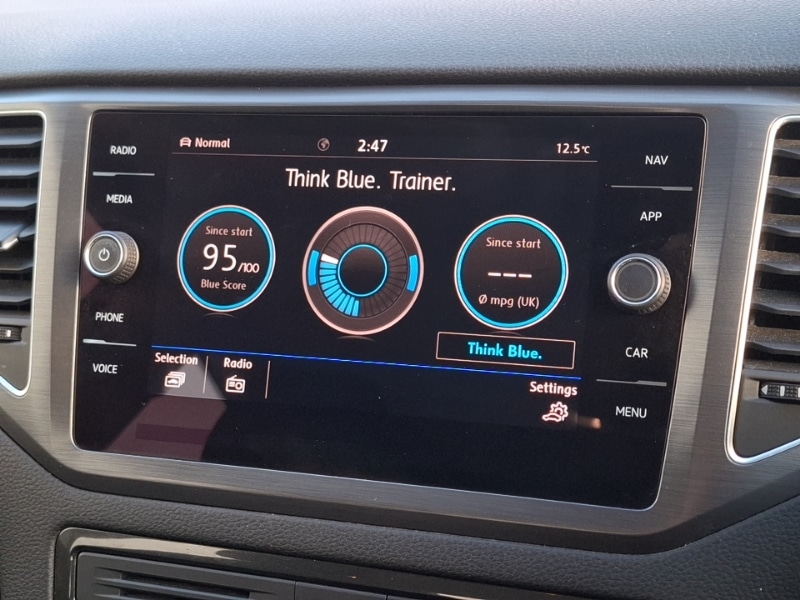 RADIO
MEDIA
PHONE
VOICE
Normal
2:47
12.5°C
Think Blue. Trainer.
Since start
95/100
Blue Score
Since start
---
Ø mpg (UK)
Think Blue.
Selection
Radio
Settings
NAV
APP
CAR
MENU